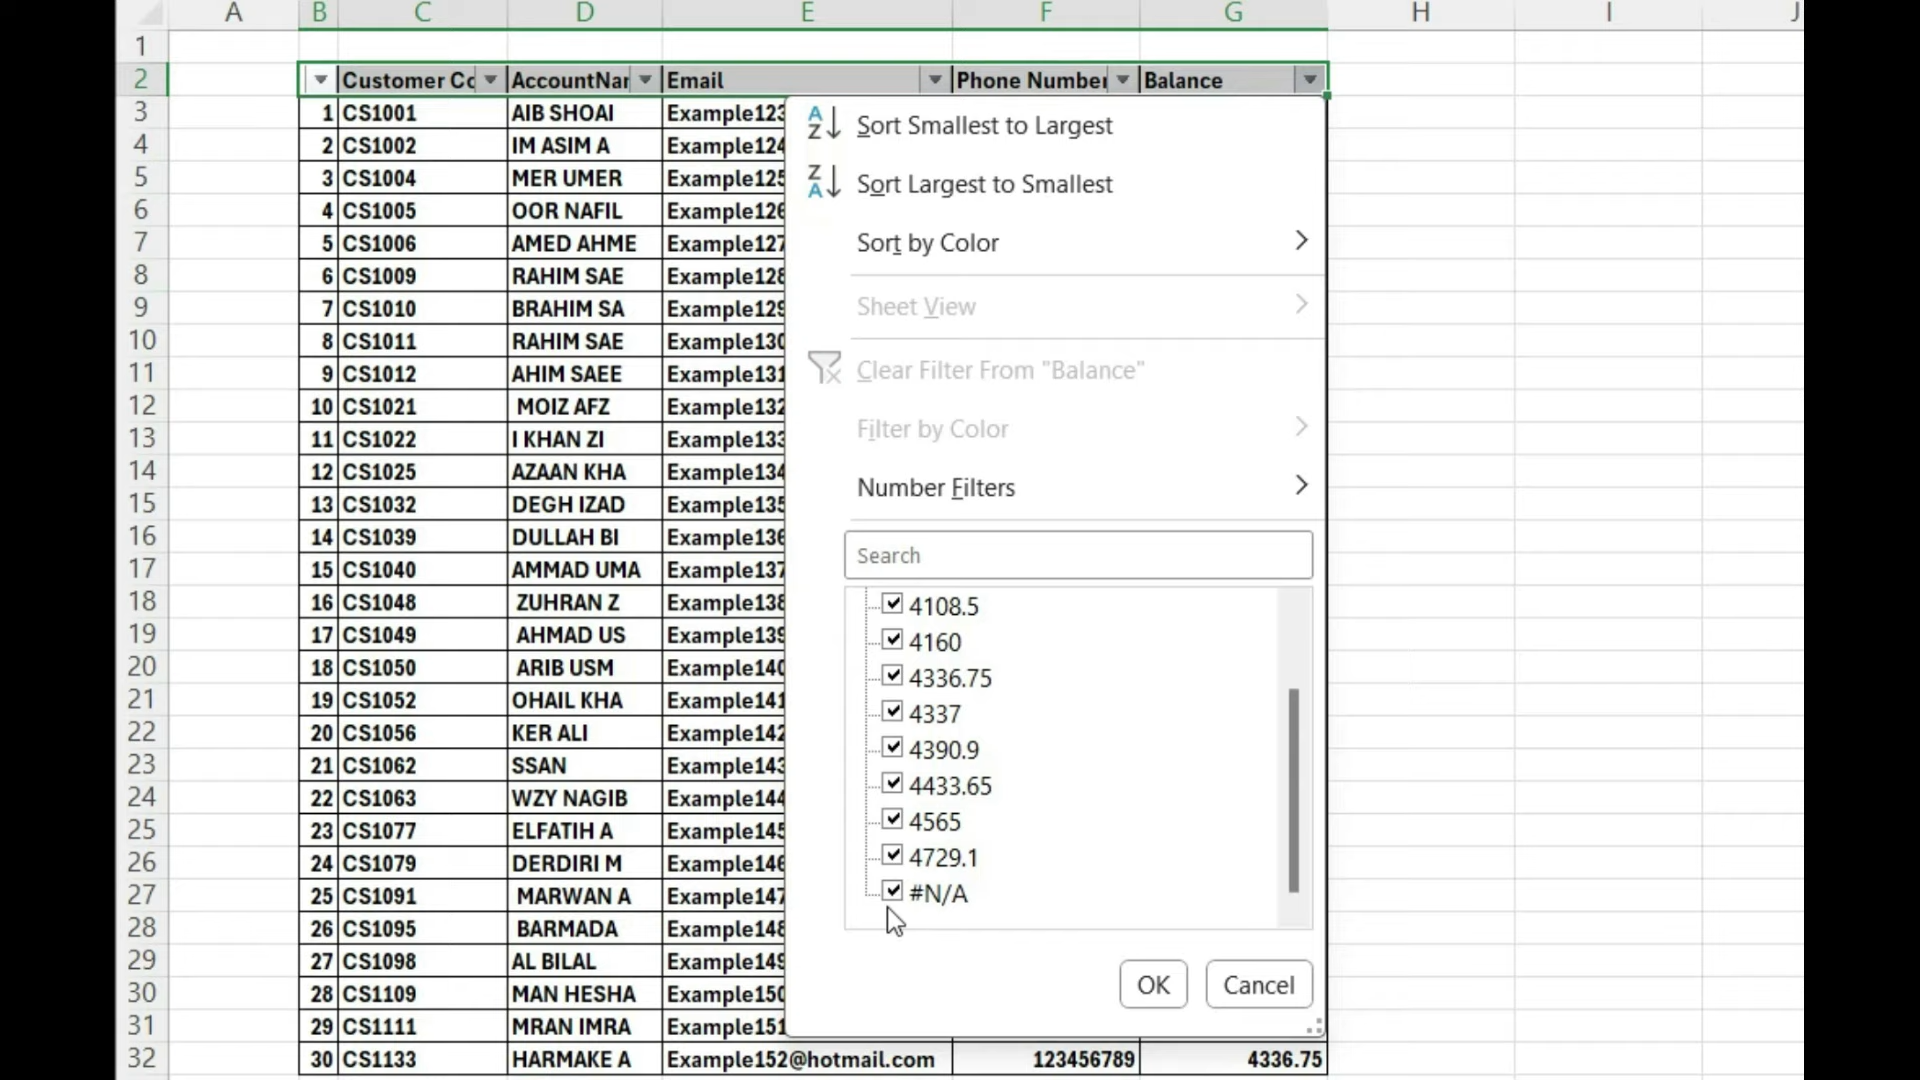 A B C D E F G H I J
1
2 Customer Co AccountNar Email Phone Number Balance
3 1 CS1001 AIB SHOAI Example123
4 2 CS1002 IM ASIM A Example124
5 3 CS1004 MER UMER Example125
6 4 CS1005 OOR NAFIL Example126
7 5 CS1006 AMED AHME Example127
8 6 CS1009 RAHIM SAE Example128
9 7 CS1010 BRAHIM SA Example129
10 8 CS1011 RAHIM SAE Example130
11 9 CS1012 AHIM SAEE Example131
12 10 CS1021 MOIZ AFZ Example132
13 11 CS1022 I KHAN ZI Example133
14 12 CS1025 AZAAN KHA Example134
15 13 CS1032 DEGH IZAD Example135
16 14 CS1039 DULLAH BI Example136
17 15 CS1040 AMMAD UMA Example137
18 16 CS1048 ZUHRAN Z Example138
19 17 CS1049 AHMAD US Example139
20 18 CS1050 ARIB USM Example140
21 19 CS1052 OHAIL KHA Example141
22 20 CS1056 KER ALI Example142
23 21 CS1062 SSAN Example143
24 22 CS1063 WZY NAGIB Example144
25 23 CS1077 ELFATIH A Example145
26 24 CS1079 DERDIRI M Example146
27 25 CS1091 MARWAN A Example147
28 26 CS1095 BARMADA Example148
29 27 CS1098 AL BILAL Example149
30 28 CS1109 MAN HESHA Example150
31 29 CS1111 MRAN IMRA Example151
32 30 CS1133 HARMAKE A Example152@hotmail.com 123456789 4336.75
Sort Smallest to Largest
Sort Largest to Smallest
Sort by Color
Sheet View
Clear Filter From "Balance"
Filter by Color
Number Filters
Search
4108.5
4160
4336.75
4337
4390.9
4433.65
4565
4729.1
#N/A
OK Cancel